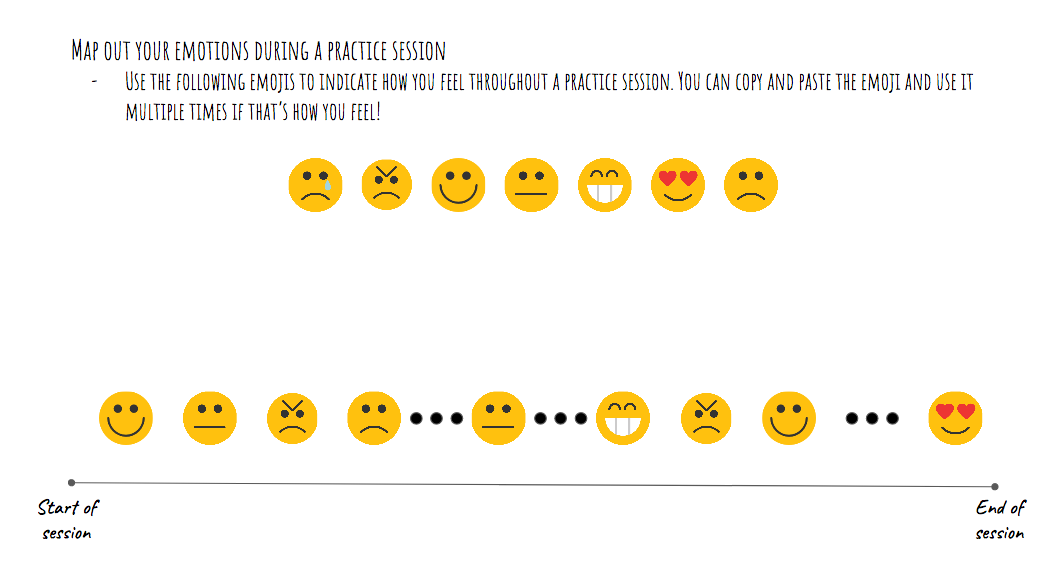 Map out your emotions during a practice session
- Use the following emojis to indicate how you feel throughout a practice session. You can copy and paste the emoji and use it
multiple times if that's how you feel!
Start of
session
End of
session